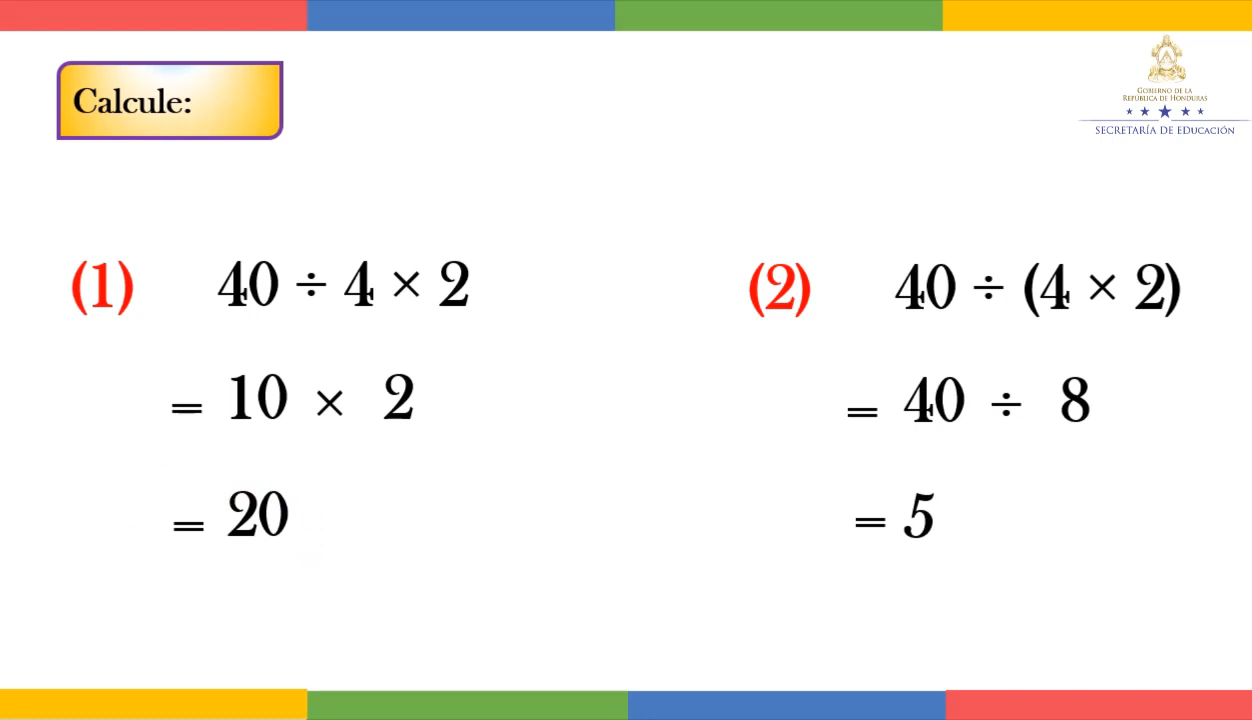 Calcule:
GOBIERNO DE LA
REPÚBLICA DE HONDURAS
SECRETARÍA DE EDUCACIÓN
(1) 40 ÷ 4 × 2
= 10 × 2
= 20
(2) 40 ÷ (4 × 2)
= 40 ÷ 8
= 5